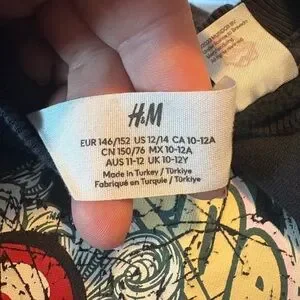 H&M
EUR 146/152 US 12/14 CA 10-12A
CN 150/76 MX 10-12A
AUS 11-12 UK 10-12Y
Made in Turkey / Türkiye
Fabriqué en Turquie / Türkiye